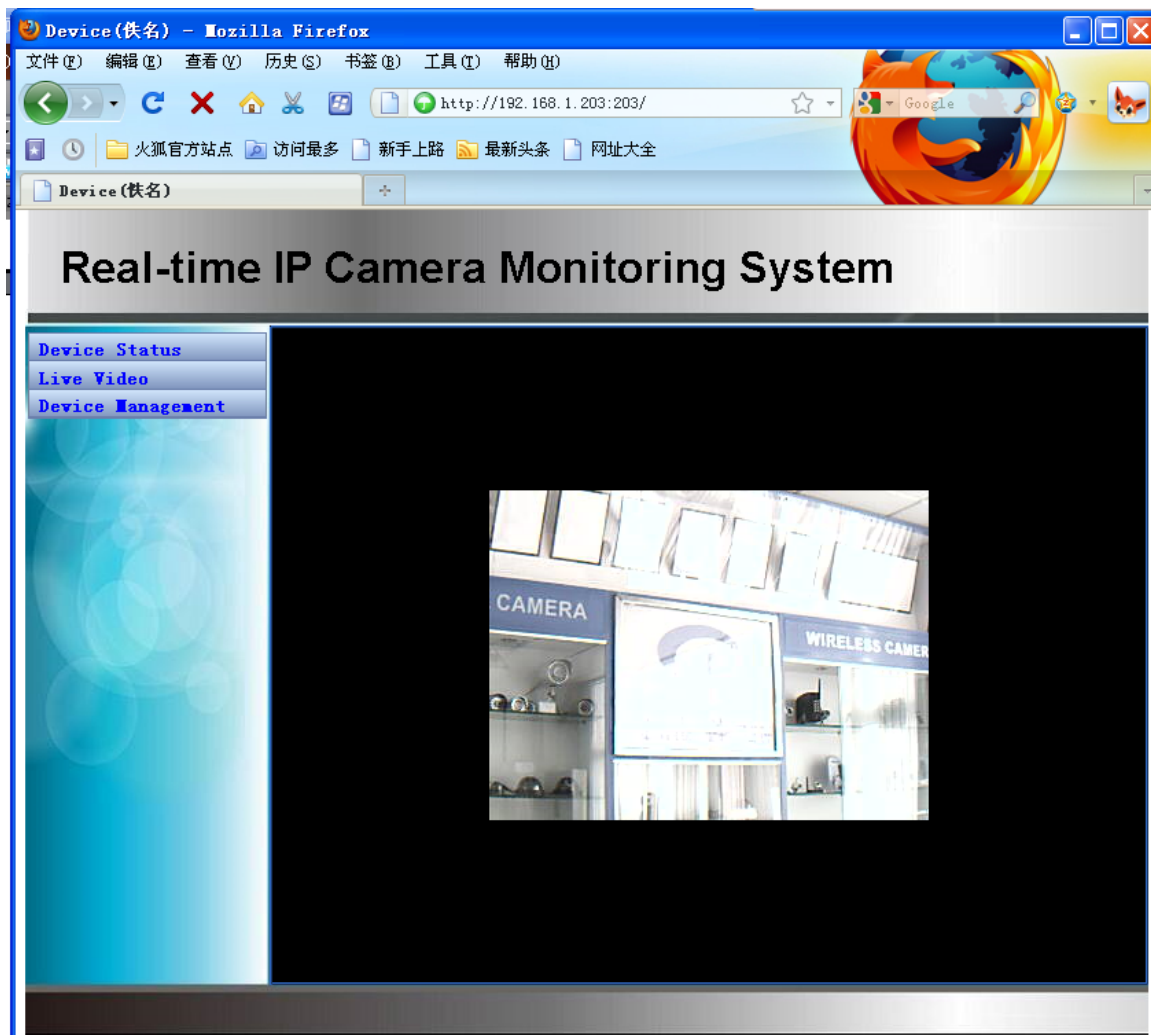 Device(佚名) - Mozilla Firefox
文件(F) 编辑(E) 查看(V) 历史(S) 书签(B) 工具(T) 帮助(H)
http://192.168.1.203:203/
Google
火狐官方站点 访问最多 新手上路 最新头条 网址大全
Device(佚名)
Real-time IP Camera Monitoring System
Device Status
Live Video
Device Management
CAMERA
WIRELESS CAMER